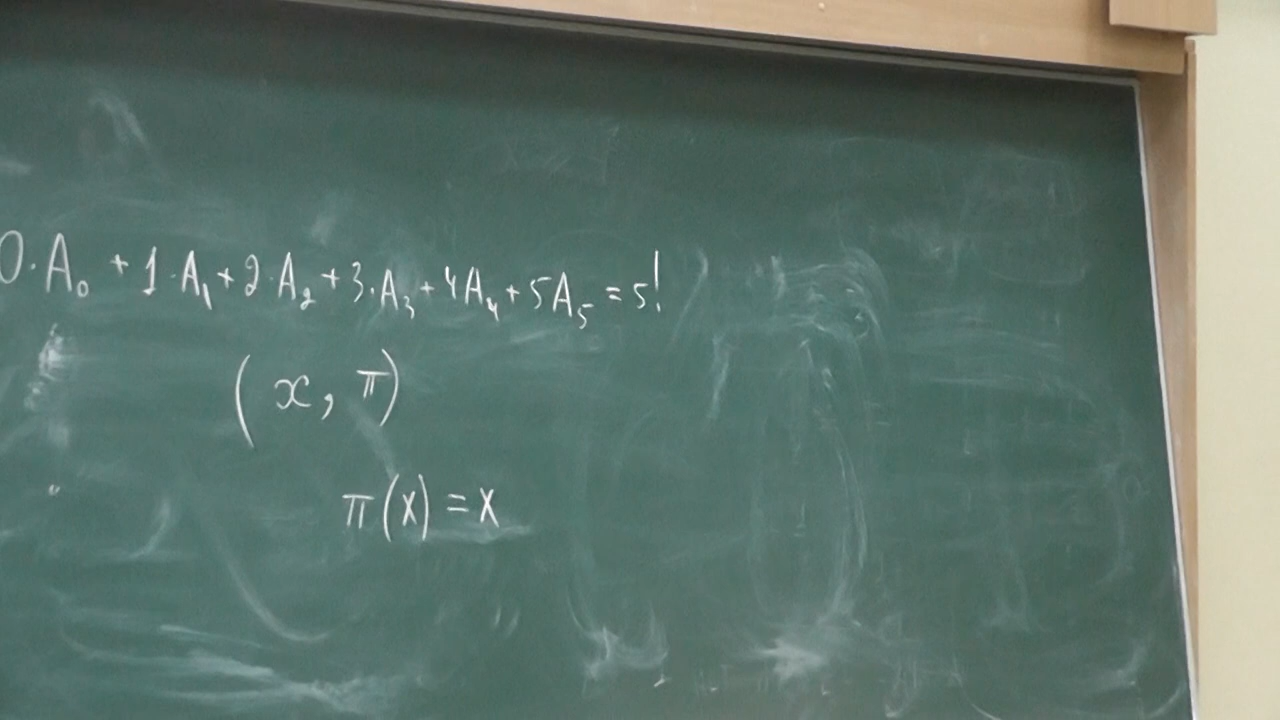 0·A₀ + 1·A₁ + 2·A₂ + 3·A₃ + 4A₄ + 5A₅ = 5!
(x, π)
π(x) = x